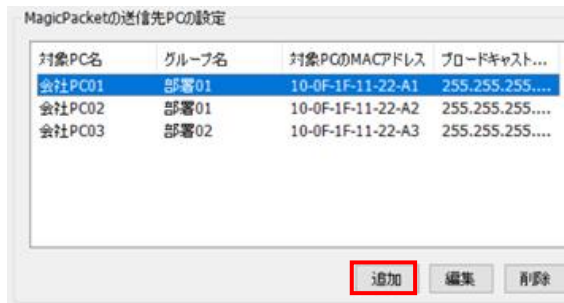 MagicPacketの送信先PCの設定
対象PC名 グループ名 対象PCのMACアドレス ブロードキャスト...
会社PC01 部署01 10-0F-1F-11-22-A1 255.255.255....
会社PC02 部署01 10-0F-1F-11-22-A2 255.255.255....
会社PC03 部署02 10-0F-1F-11-22-A3 255.255.255....
追加 編集 削除